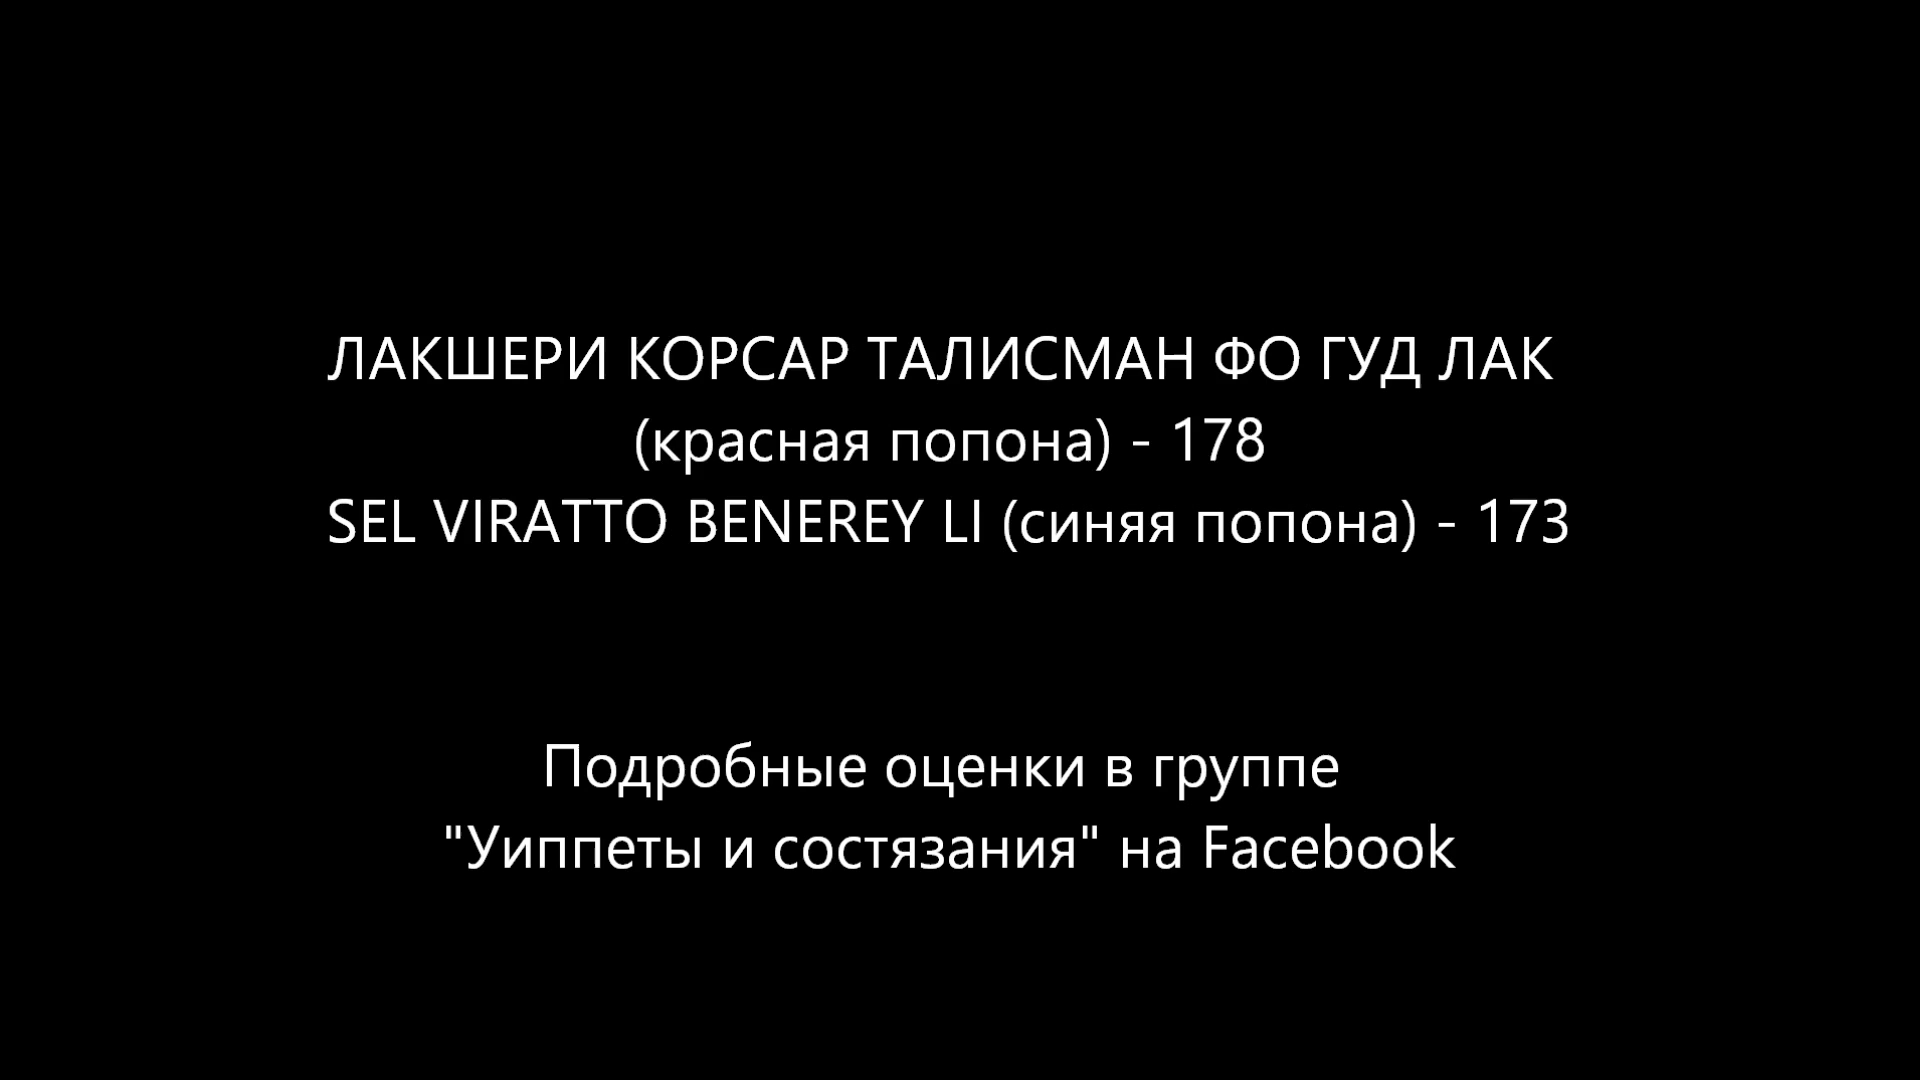 ЛАКШЕРИ КОРСАР ТАЛИСМАН ФО ГУД ЛАК
(красная попона) - 178
SEL VIRATTO BENEREY LI (синяя попона) - 173
Подробные оценки в группе
"Уиппеты и состязания" на Facebook